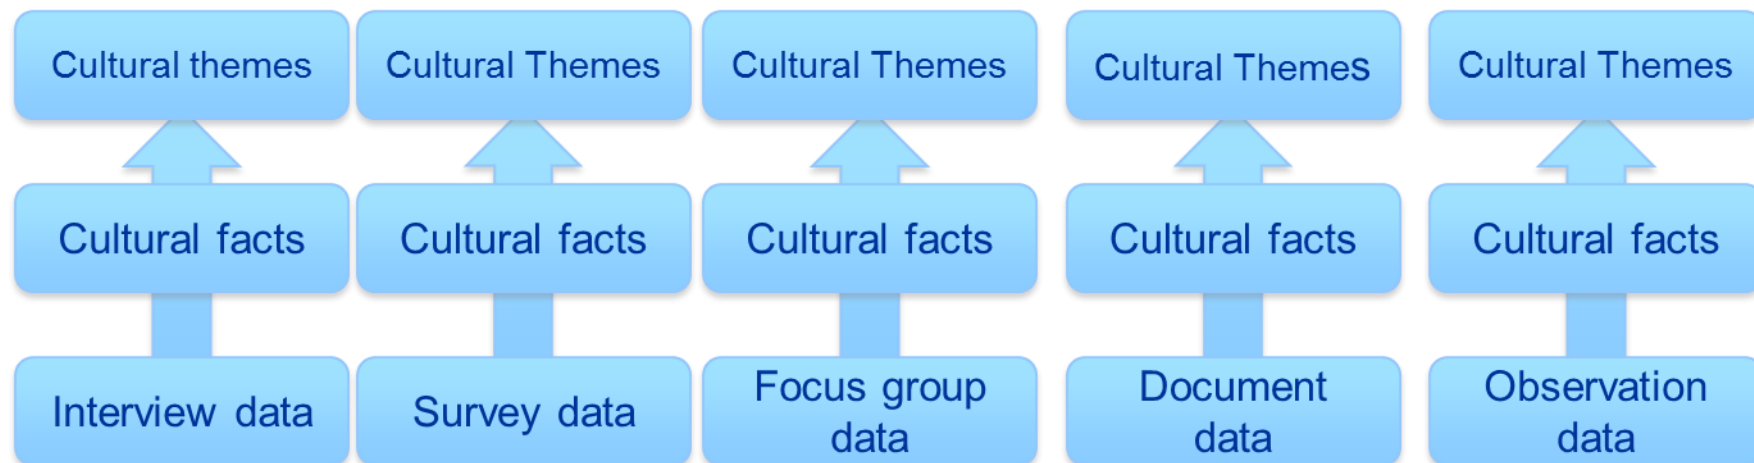 Cultural themes
Cultural Themes
Cultural Themes
Cultural Themes
Cultural Themes
Cultural facts
Cultural facts
Cultural facts
Cultural facts
Cultural facts
Interview data
Survey data
Focus group
data
Document
data
Observation
data